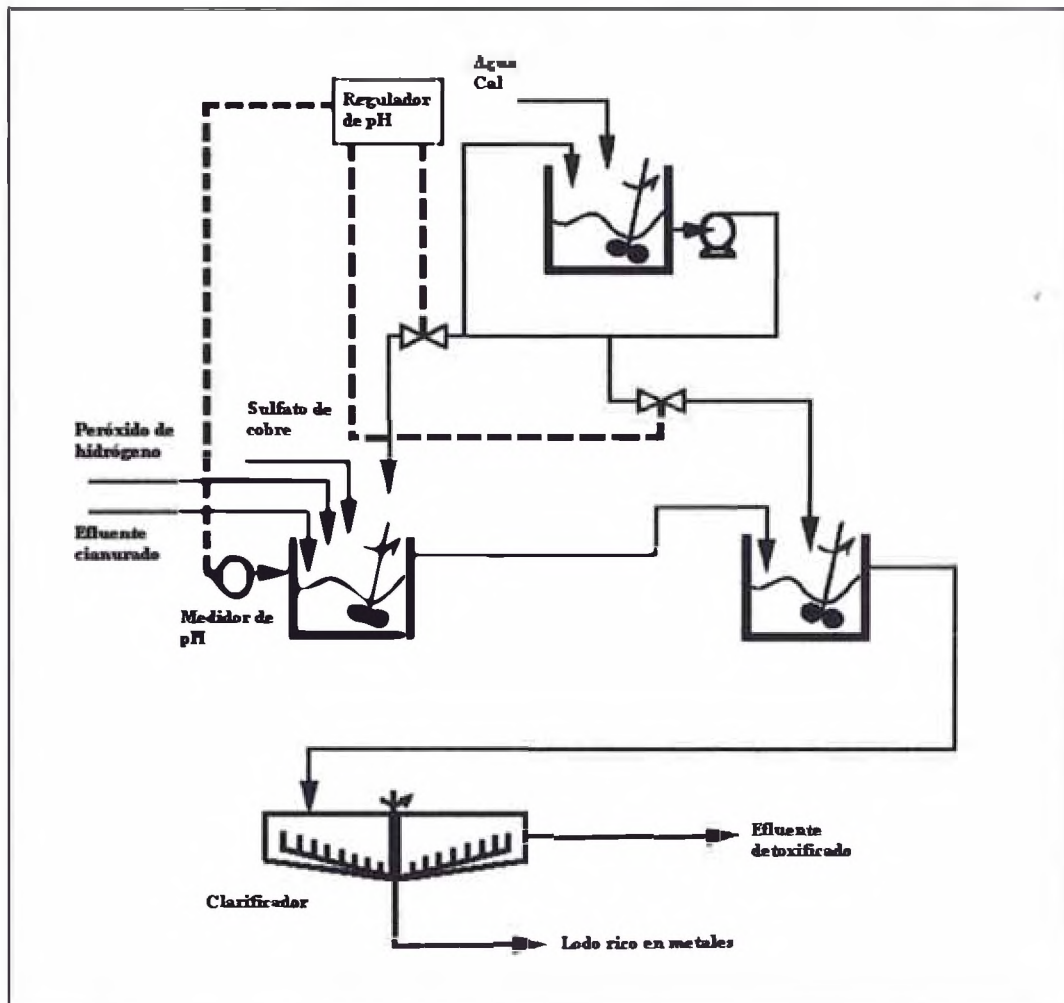 Agua
Cal
Regulador
de pH
Sulfato de
cobre
Peróxido de
hidrógeno
Efluente
cianurado
Medidor de
pH
Efluente
detoxificado
Clarificador
Lodo rico en metales